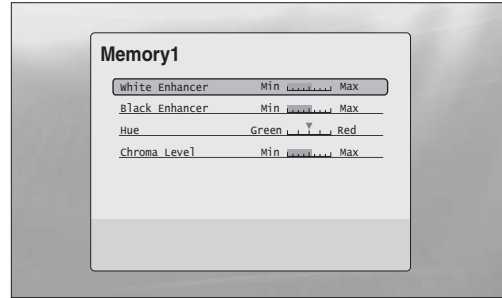 Memory1
White Enhancer Min Max
Black Enhancer Min Max
Hue Green Red
Chroma Level Min Max